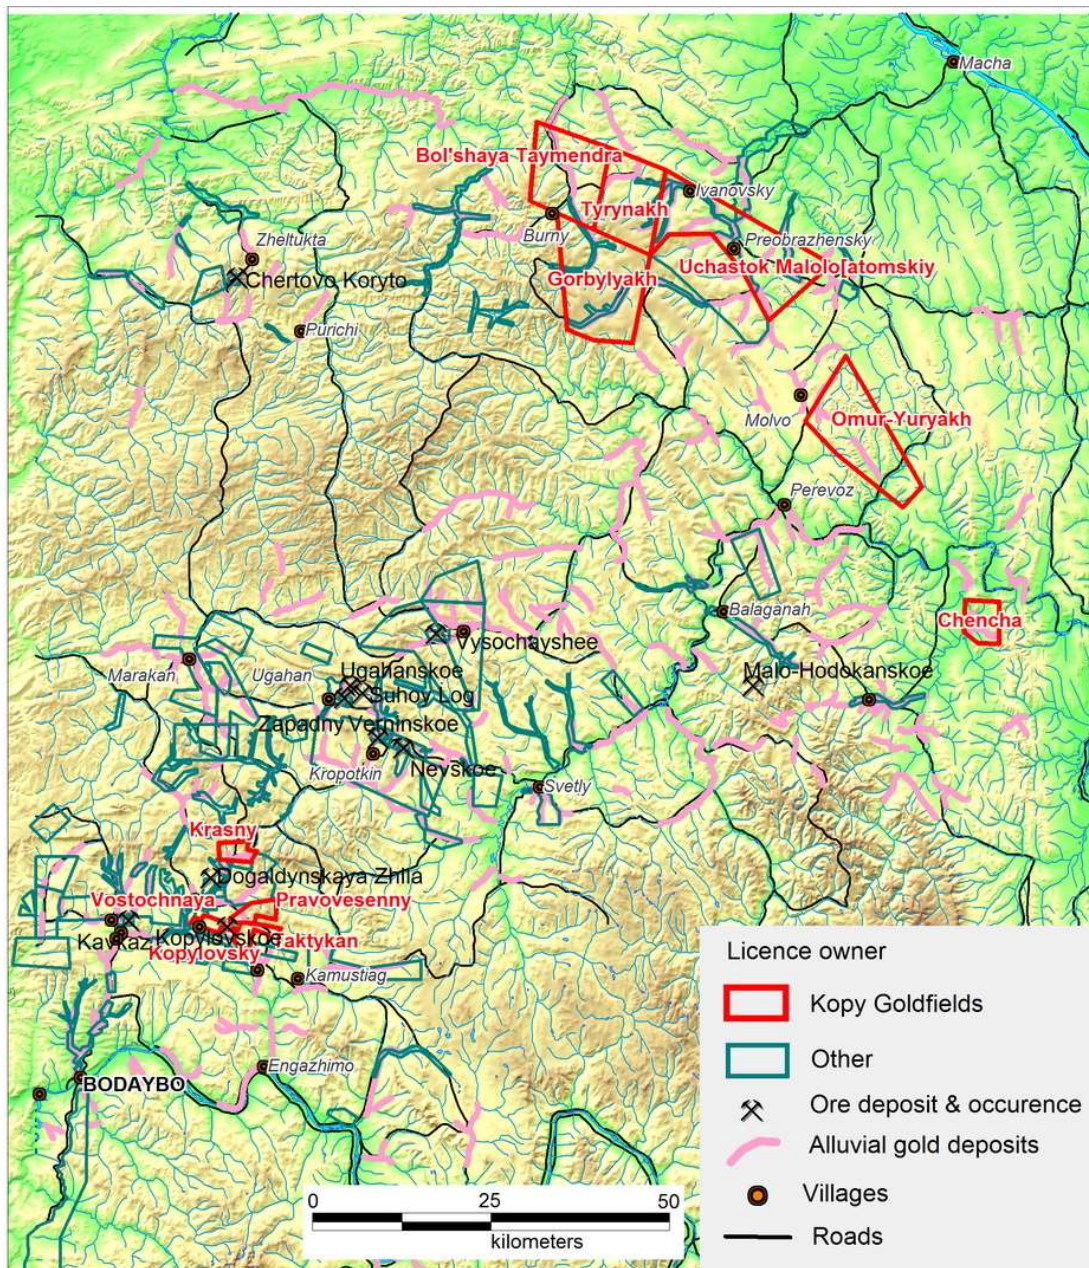 Macha
Bol'shaya Taymendra
Ivanovsky
Tyrynakh
Burny
Zheltukta
Preobrazhensky
Chertovo Koryto
Gorbylyakh
Uchastok Malolo[atomskiy
Purichi
Molvo
Omur-Yuryakh
Perevoz
Balaganah
Chencha
Vysochayshee
Marakan
Ugahan
Ugahanskoe
Malo-Hodokanskoe
Suhoy Log
Zapadny Verninskoe
Kropotkin
Nevskoe
Svetly
Krasny
Dogaldynskaya Zhila
Vostochnaya
Pravovesenny
Kavkaz
Kopylovskoe
Taktykan
Kopylovsky
Kamustiag
Engazhimo
BODAYBO
Licence owner
Kopy Goldfields
Other
Ore deposit & occurence
Alluvial gold deposits
Villages
Roads
0 25 50
kilometers